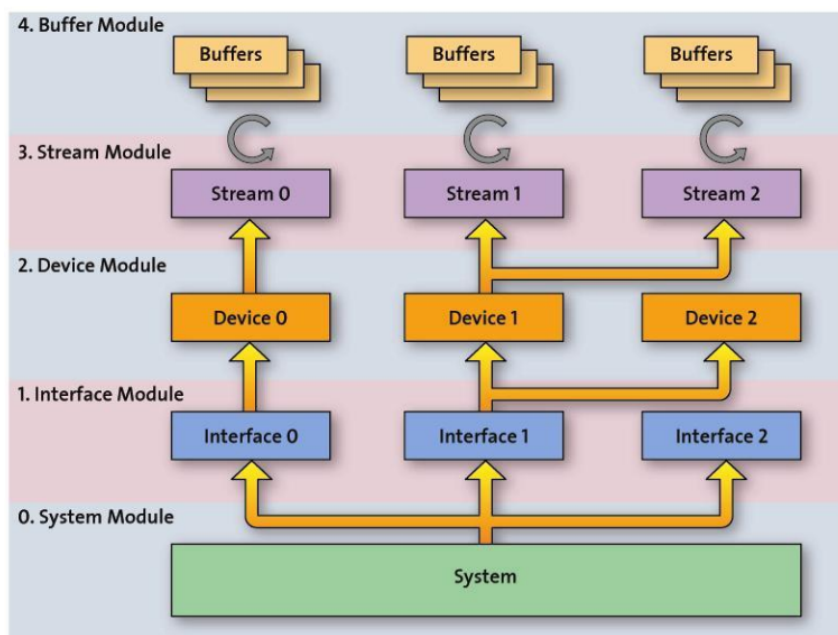 4. Buffer Module
Buffers
Buffers
Buffers
3. Stream Module
Stream 0
Stream 1
Stream 2
2. Device Module
Device 0
Device 1
Device 2
1. Interface Module
Interface 0
Interface 1
Interface 2
0. System Module
System